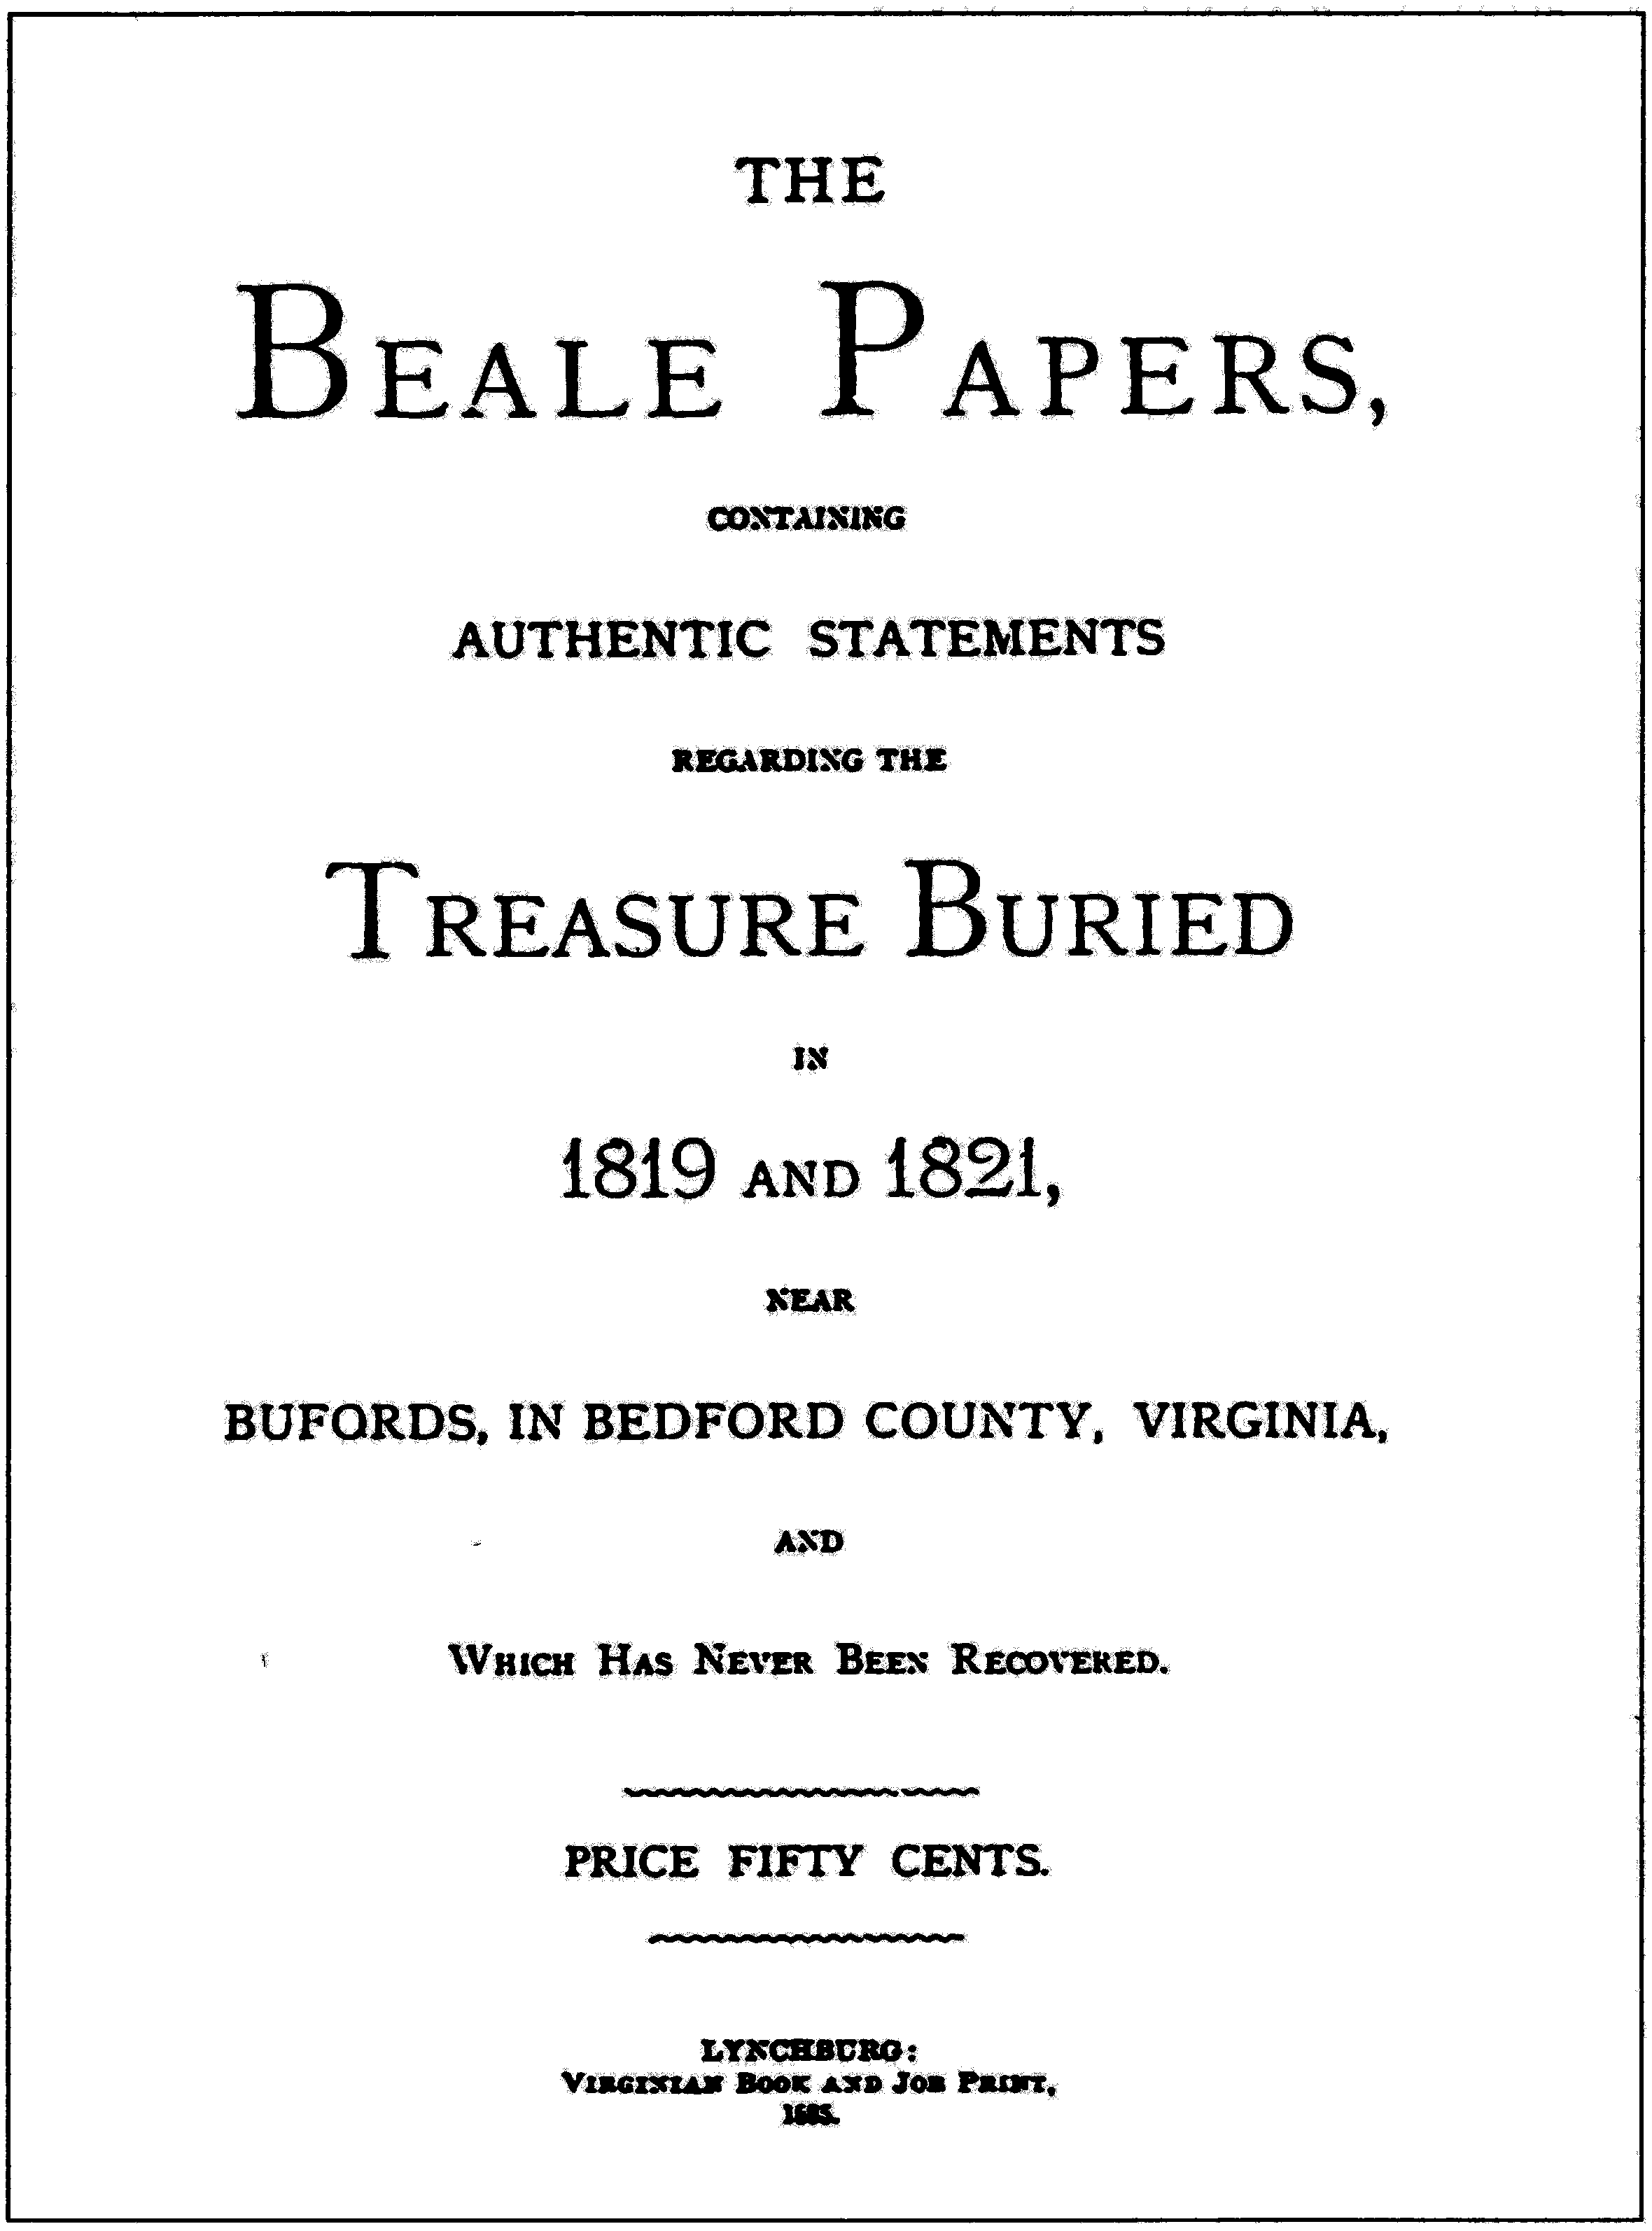 THE
BEALE PAPERS,
CONTAINING
AUTHENTIC STATEMENTS
REGARDING THE
TREASURE BURIED
IN
1819 AND 1821,
NEAR
BUFORDS, IN BEDFORD COUNTY, VIRGINIA,
AND
WHICH HAS NEVER BEEN RECOVERED.
PRICE FIFTY CENTS.
LYNCHBURG:
VIRGINIAN BOOK AND JOB PRINT,
1885.